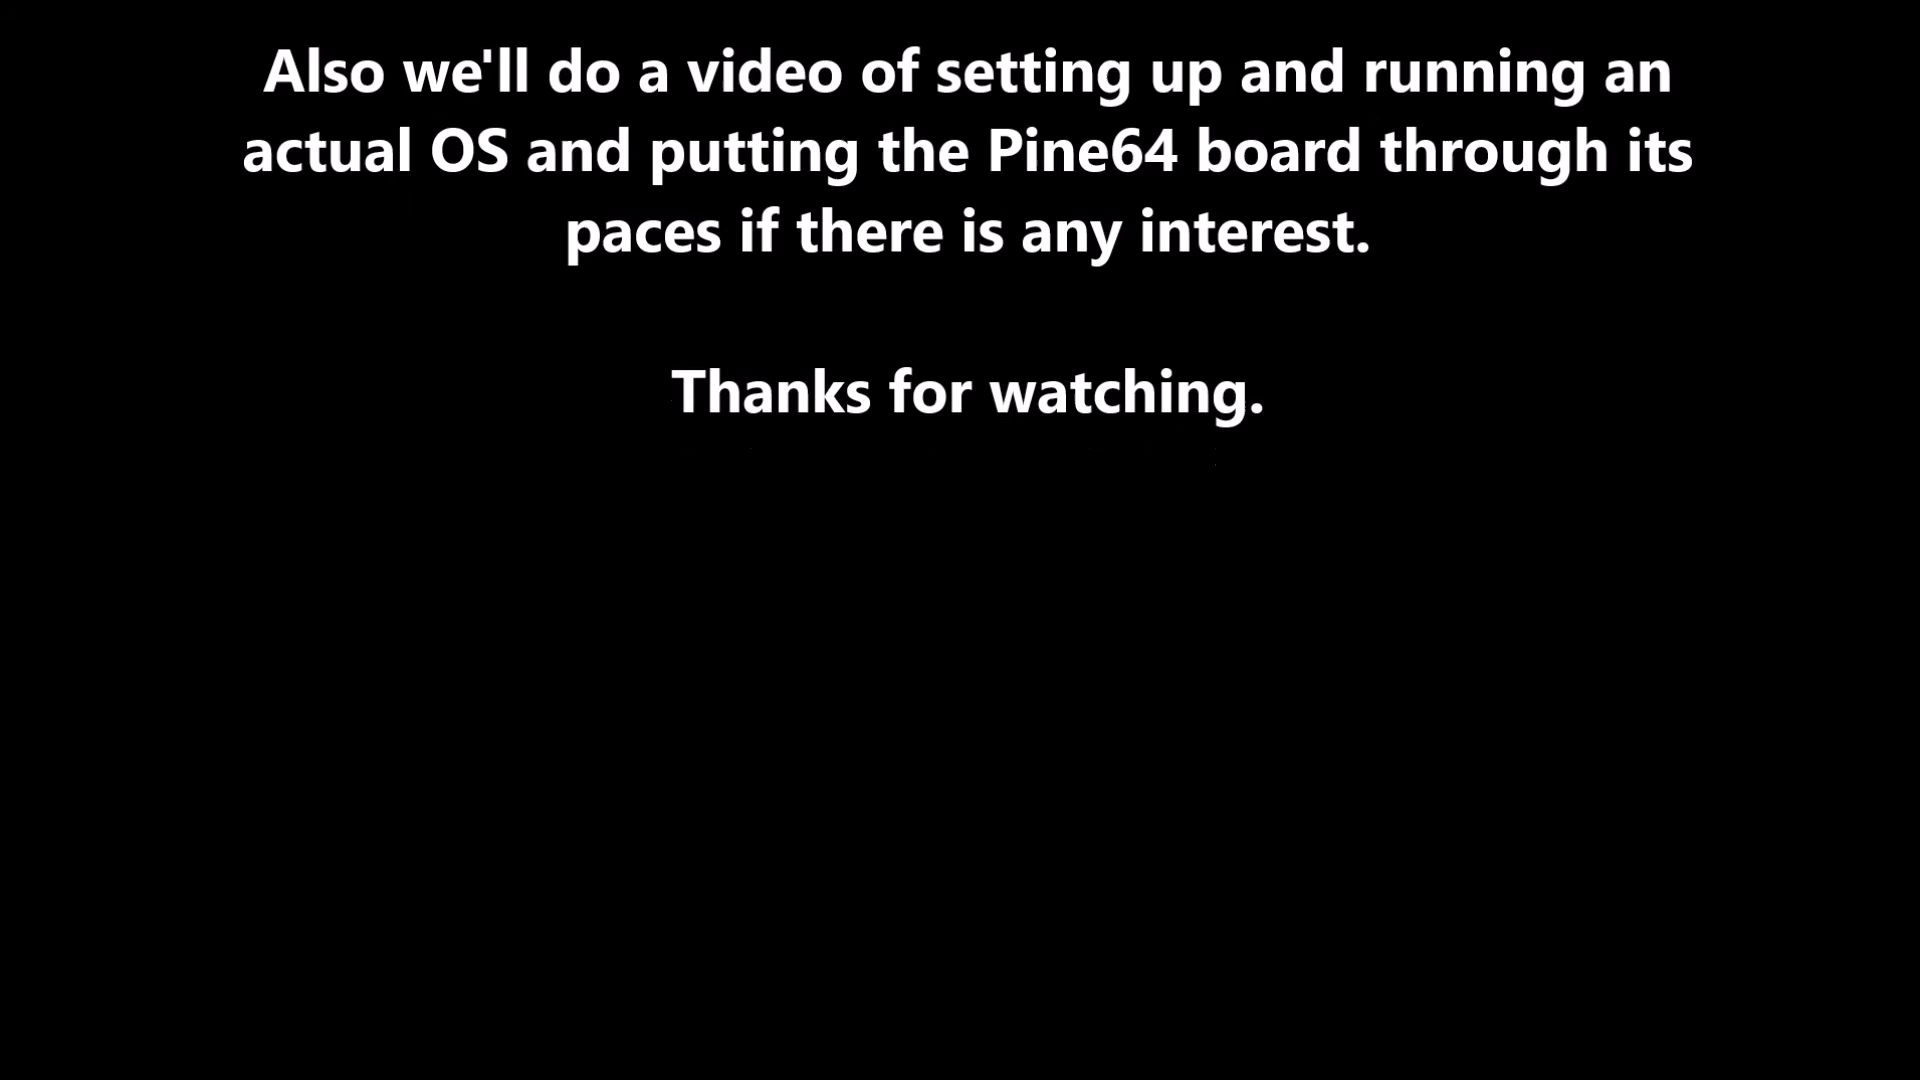 Also we'll do a video of setting up and running an
actual OS and putting the Pine64 board through its
paces if there is any interest.
Thanks for watching.